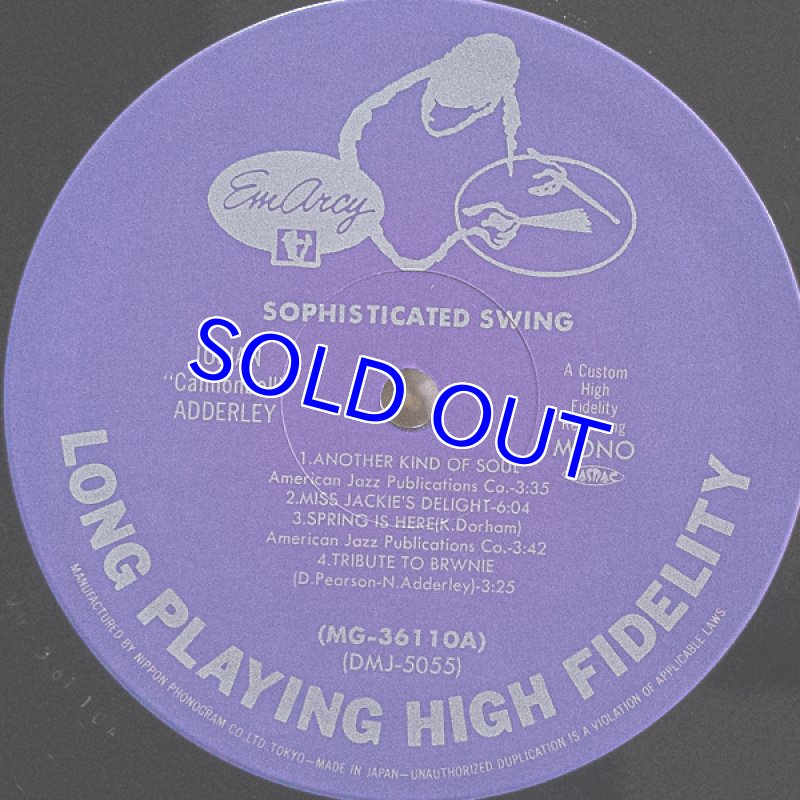 EmArcy
SOPHISTICATED SWING
ADDERLEY
A Custom
High
Fidelity
MONO
SOLD OUT
1.ANOTHER KIND OF SOUL
American Jazz Publications Co.-3:35
2.MISS JACKIE'S DELIGHT-6:04
3.SPRING IS HERE(K.Dorham)
American Jazz Publications Co.-3:42
4.TRIBUTE TO BRWNIE
(D.Pearson-N.Adderley)-3:25
(MG-36110A)
(DMJ-5055)
LONG PLAYING HIGH FIDELITY
MANUFACTURED BY NIPPON PHONOGRAM CO.,LTD. TOKYO—MADE IN JAPAN—UNAUTHORIZED DUPLICATION IS A VIOLATION OF APPLICABLE LAWS